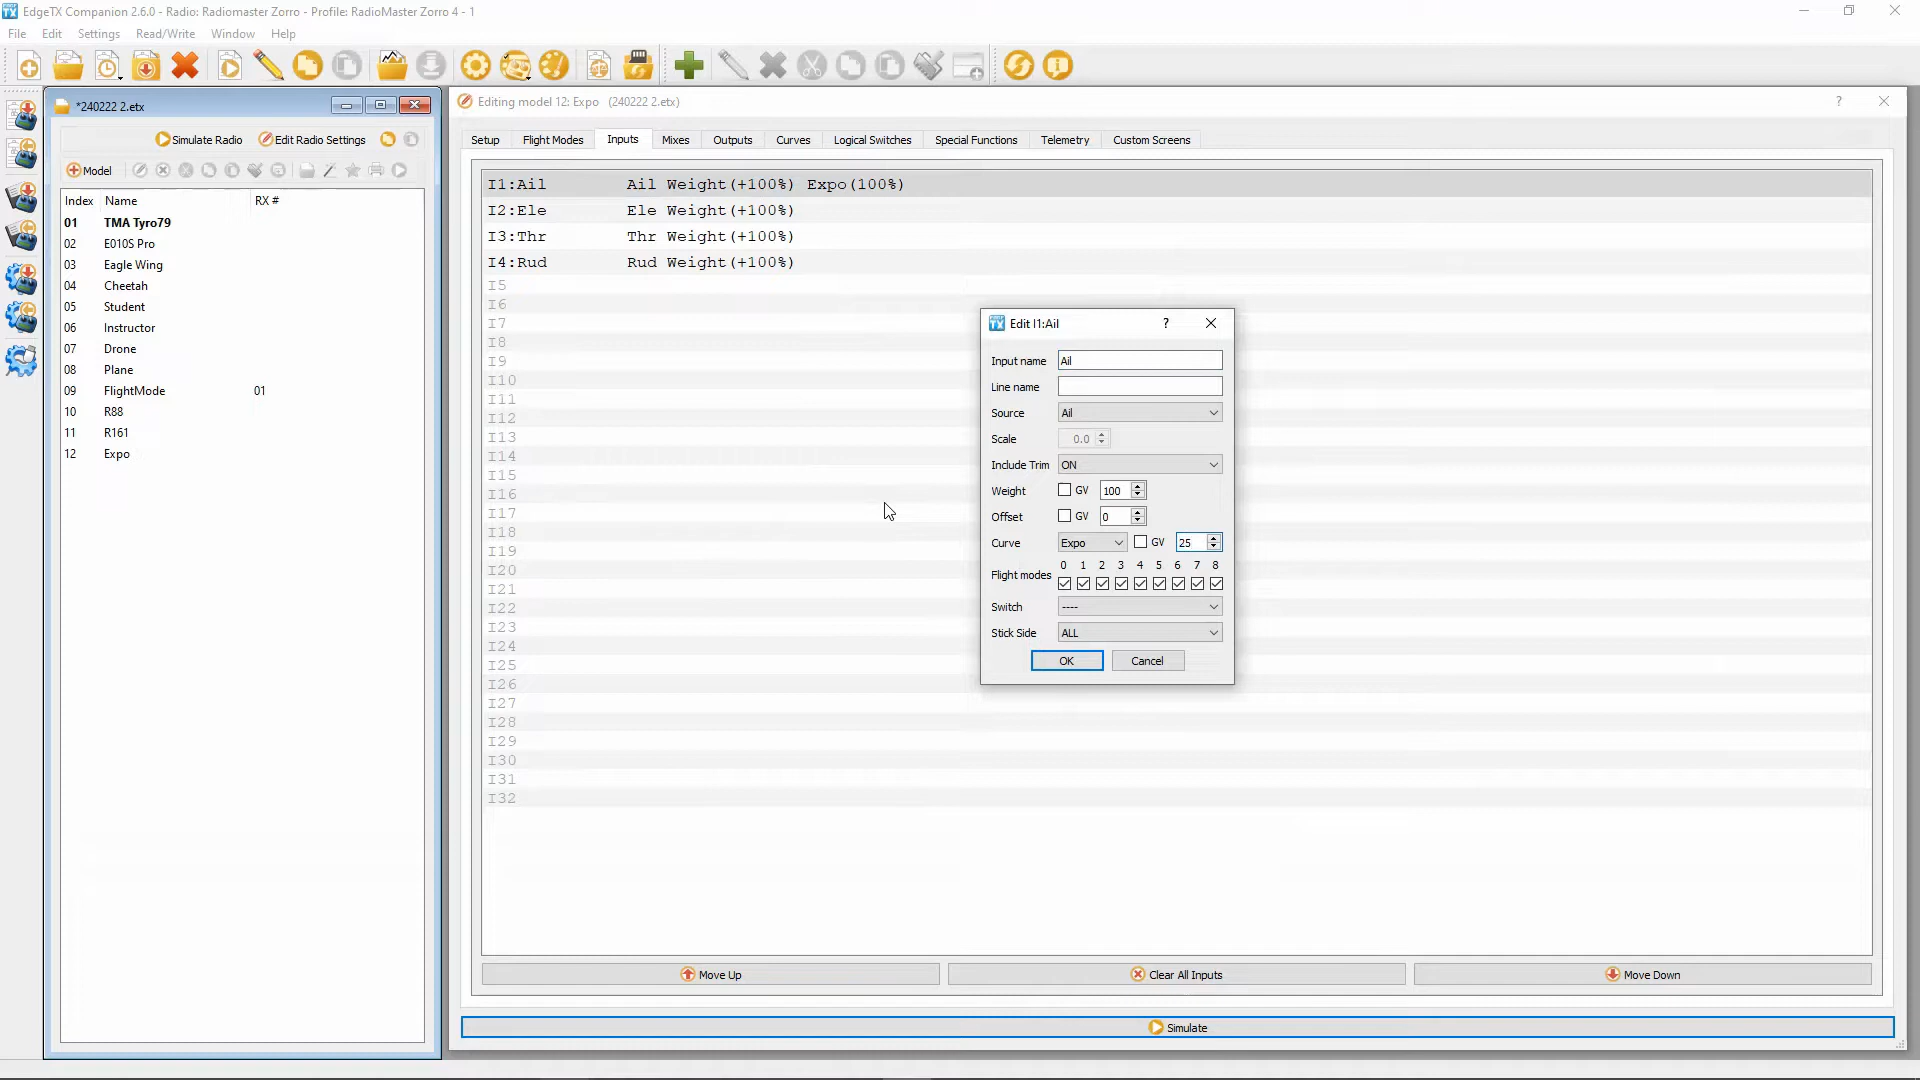 EdgeTX Companion 2.6.0 - Radio: Radiomaster Zorro - Profile: RadioMaster Zorro 4 - 1
File Edit Settings Read/Write Window Help
*240222 2.etx
Simulate Radio Edit Radio Settings
Model
Index Name RX #
01 TMA Tyro79
02 E010S Pro
03 Eagle Wing
04 Cheetah
05 Student
06 Instructor
07 Drone
08 Plane
09 FlightMode 01
10 R88
11 R161
12 Expo
Editing model 12: Expo (240222 2.etx)
Setup Flight Modes Inputs Mixes Outputs Curves Logical Switches Special Functions Telemetry Custom Screens
I1:Ail Ail Weight(+100%) Expo(100%)
I2:Ele Ele Weight(+100%)
I3:Thr Thr Weight(+100%)
I4:Rud Rud Weight(+100%)
I5
I6
I7
I8
I9
I10
I11
I12
I13
I14
I15
I16
I17
I18
I19
I20
I21
I22
I23
I24
I25
I26
I27
I28
I29
I30
I31
I32
Edit I1:Ail
Input name Ail
Line name
Source Ail
Scale 0.0
Include Trim ON
Weight GV 100
Offset GV 0
Curve Expo GV 25
0 1 2 3 4 5 6 7 8
Flight modes
Switch ----
Stick Side ALL
OK Cancel
Move Up Clear All Inputs Move Down
Simulate